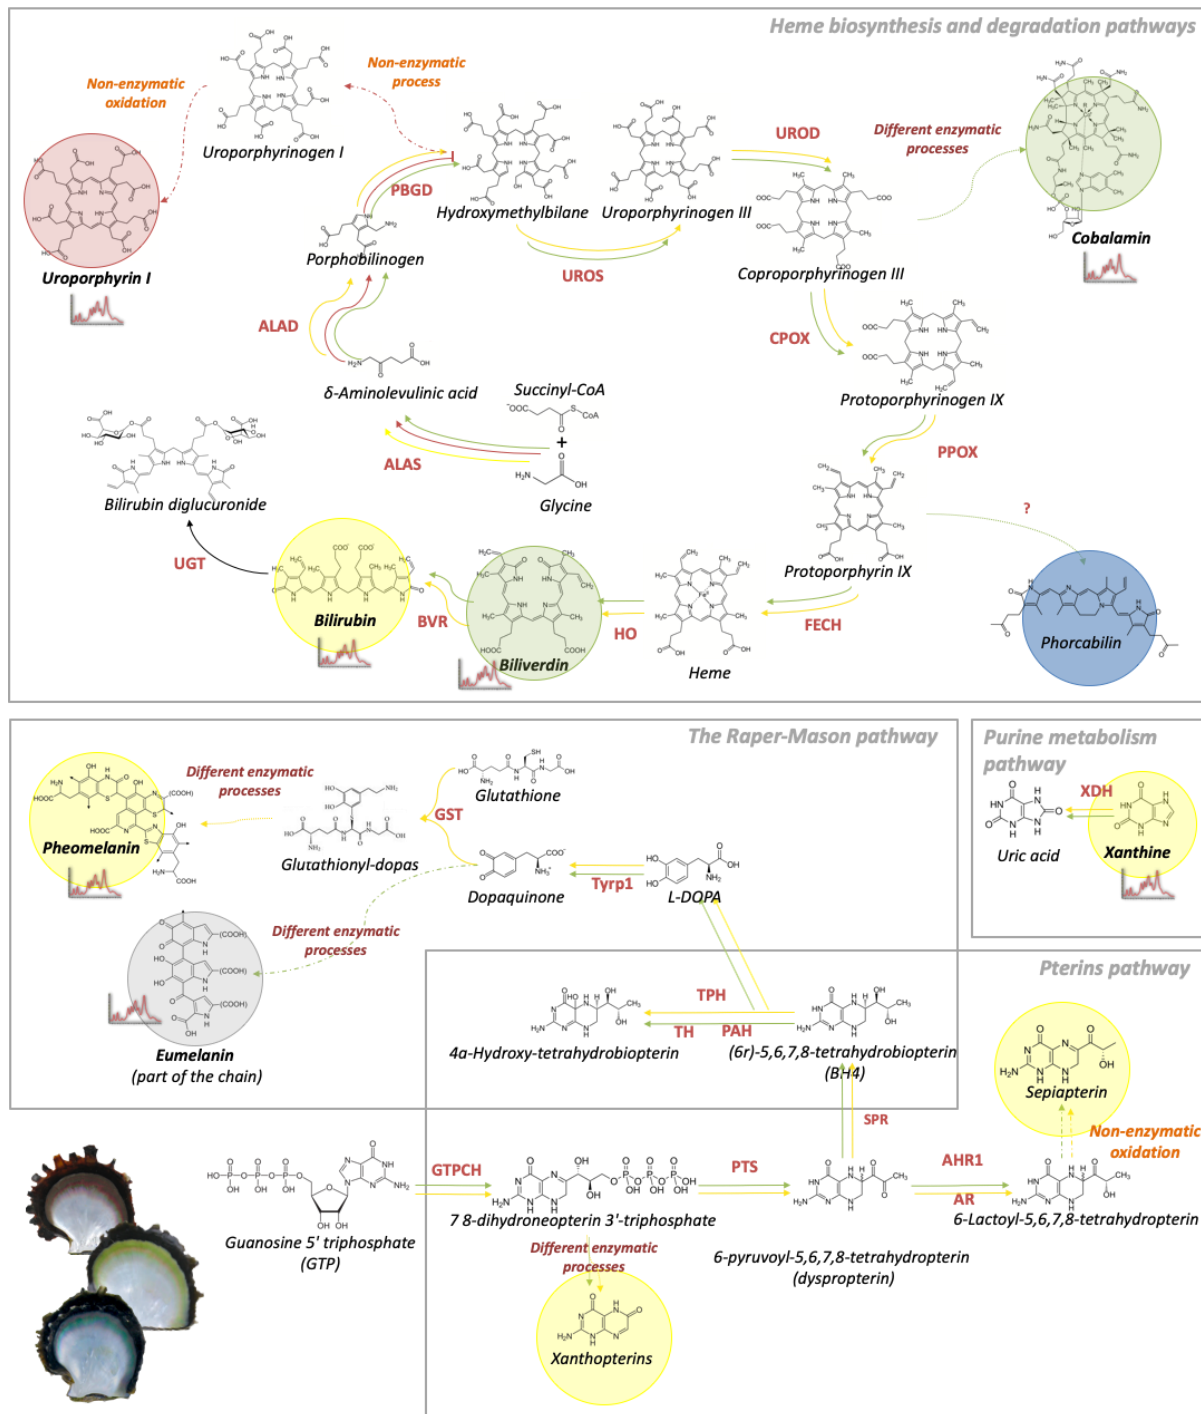 Heme biosynthesis and degradation pathways
Non-enzymatic
oxidation
Non-enzymatic
process
Uroporphyrinogen I
Uroporphyrin I
PBGD
Porphobilinogen
Hydroxymethylbilane
UROS
Uroporphyrinogen III
UROD
Coproporphyrinogen III
Different enzymatic
processes
Cobalamin
ALAD
δ-Aminolevulinic acid
Succinyl-CoA
+
Glycine
ALAS
CPOX
Protoporphyrinogen IX
PPOX
Protoporphyrin IX
?
Phorcabilin
FECH
Heme
HO
Biliverdin
BVR
Bilirubin
UGT
Bilirubin diglucuronide
The Raper-Mason pathway
Different enzymatic
processes
Pheomelanin
Glutathionyl-dopas
GST
Glutathione
Dopaquinone
Tyrp1
L-DOPA
Different enzymatic
processes
Eumelanin
(part of the chain)
Purine metabolism
pathway
XDH
Uric acid
Xanthine
Pterins pathway
TPH
TH
PAH
4a-Hydroxy-tetrahydrobiopterin
(6r)-5,6,7,8-tetrahydrobiopterin
(BH4)
Sepiapterin
SPR
Non-enzymatic
oxidation
Guanosine 5' triphosphate
(GTP)
GTPCH
7 8-dihydroneopterin 3'-triphosphate
PTS
6-pyruvoyl-5,6,7,8-tetrahydropterin
(dyspropterin)
AHR1
AR
6-Lactoyl-5,6,7,8-tetrahydropterin
Different enzymatic
processes
Xanthopterins